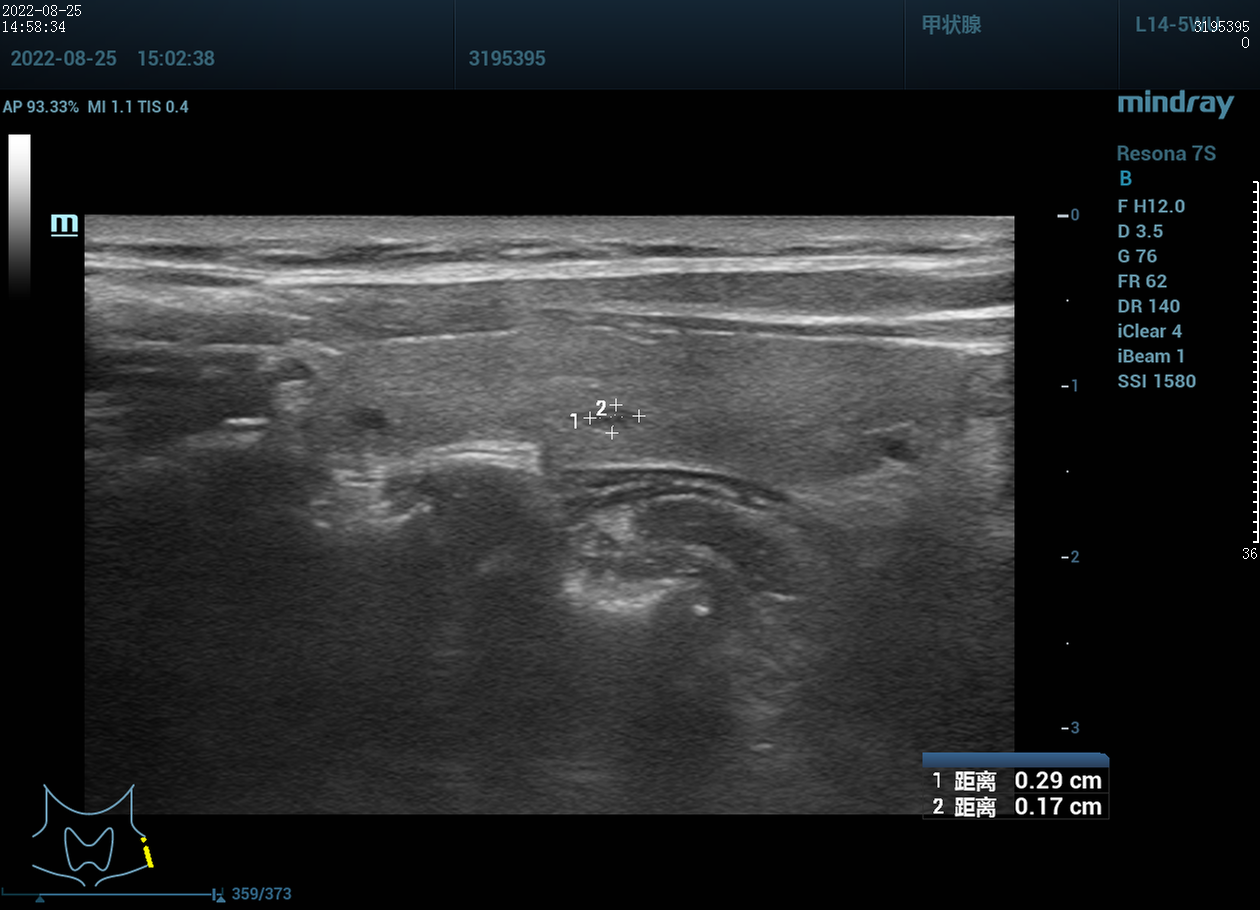 2022-08-25
14:58:34
2022-08-25 15:02:38
3195395
甲状腺
3195395
0
AP 93.33% MI 1.1 TIS 0.4
mindray
Resona 7S
B
F H12.0
D 3.5
G 76
FR 62
DR 140
iClear 4
iBeam 1
SSI 1580
m
0
1
2
3
36
1
2
1 距离 0.29 cm
2 距离 0.17 cm
359/373